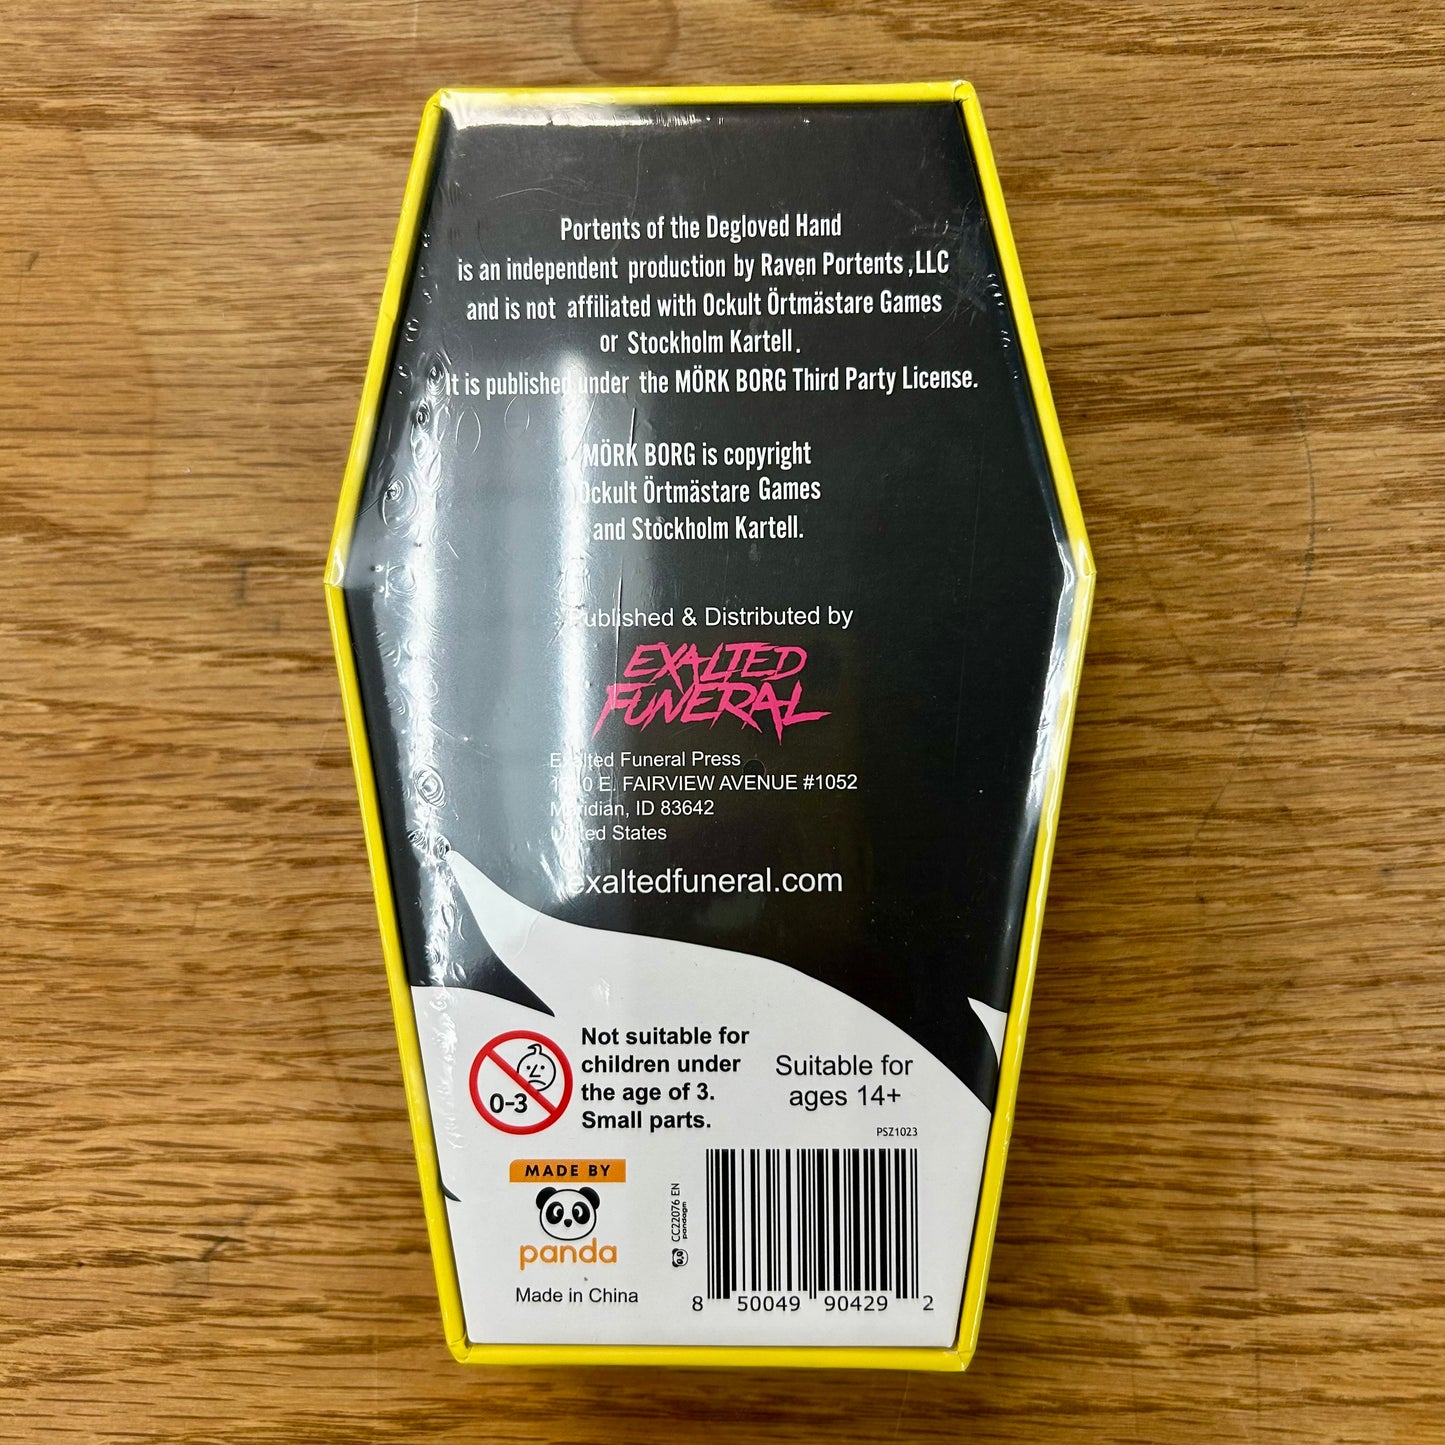 Portents of the Degloved Hand
is an independent production by Raven Portents ,LLC
and is not affiliated with Ockult Örtmästare Games
or Stockholm Kartell.
It is published under the MÖRK BORG Third Party License.
MÖRK BORG is copyright
Ockult Örtmästare Games
and Stockholm Kartell.
Published & Distributed by
EXALTED
FUNERAL
Exalted Funeral Press
E. FAIRVIEW AVENUE #1052
Meridian, ID 83642
United States
exaltedfuneral.com
Not suitable for
children under
the age of 3.
Small parts.
0-3
Suitable for
ages 14+
PSZ1023
MADE BY
panda
Made in China
CC22076 EN
pandagm
8 50049 90429 2